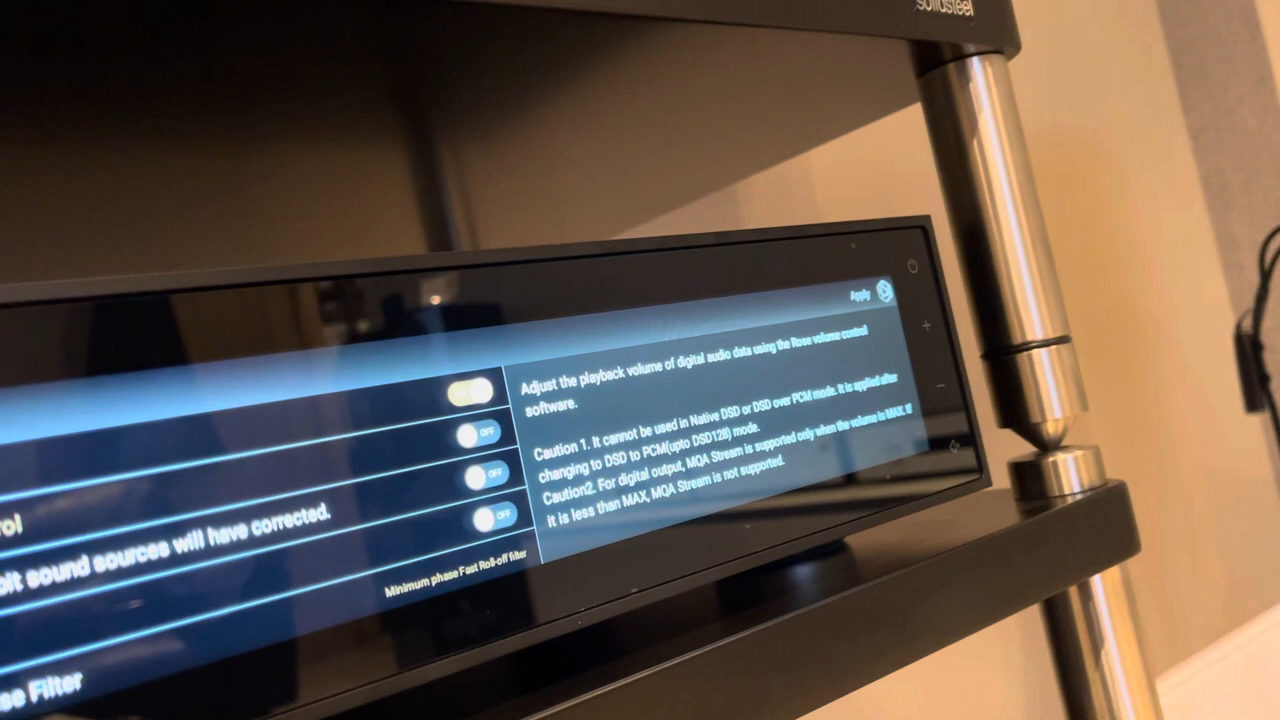 solidsteel
Apply
Adjust the playback volume of digital audio data using the Rose volume control
software.
Caution 1. It cannot be used in Native DSD or DSD over PCM mode. It is applied after
changing to DSD to PCM(upto DSD128) mode.
Caution2. For digital output, MQA Stream is supported only when the volume is MAX. If
it is less than MAX, MQA Stream is not supported.
OFF
rol
OFF
bit sound sources will have corrected.
OFF
Minimum phase Fast Roll-off filter
se Filter